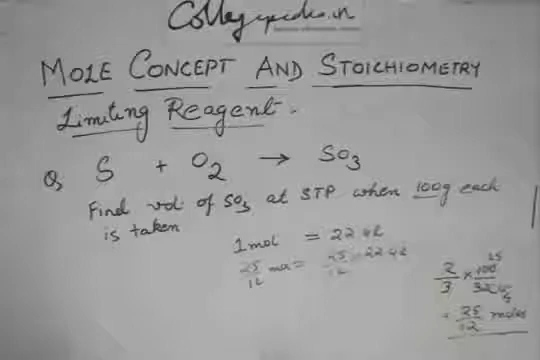 Collegepedia.in
MOLE CONCEPT AND STOICHIOMETRY
Limiting Reagent.
Q S + O₂ → SO₃
Find vol. of SO₃ at STP when 100g each
is taken
1 mol = 22.4L
25/12 mol = 25/12 × 22.4L
2/3 × 100/32
25
= 25/12 moles